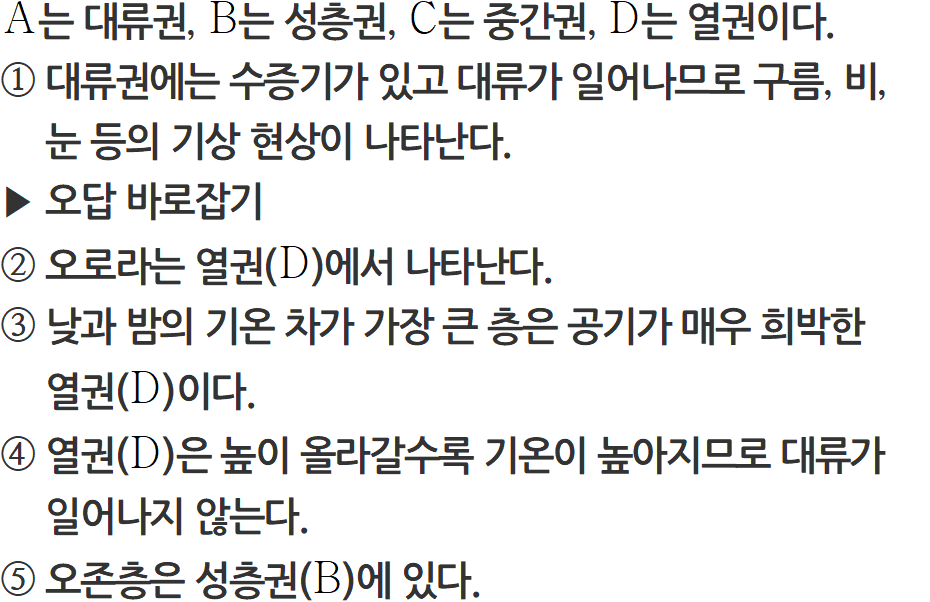 A는 대류권, B는 성층권, C는 중간권, D는 열권이다.
① 대류권에는 수증기가 있고 대류가 일어나므로 구름, 비,
눈 등의 기상 현상이 나타난다.
▶ 오답 바로잡기
② 오로라는 열권(D)에서 나타난다.
③ 낮과 밤의 기온 차가 가장 큰 층은 공기가 매우 희박한
열권(D)이다.
④ 열권(D)은 높이 올라갈수록 기온이 높아지므로 대류가
일어나지 않는다.
⑤ 오존층은 성층권(B)에 있다.